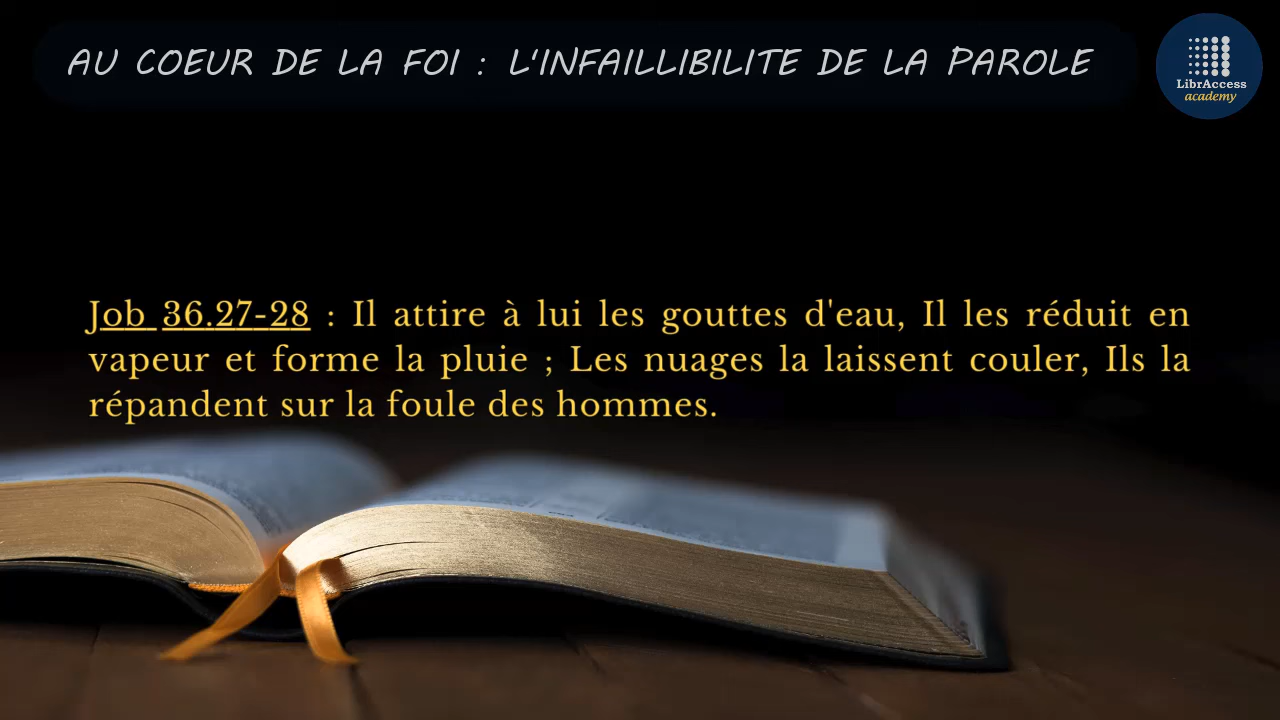 AU COEUR DE LA FOI : L'INFAILLIBILITE DE LA PAROLE
LibrAccess
academy
Job 36.27-28 : Il attire à lui les gouttes d'eau, Il les réduit en
vapeur et forme la pluie ; Les nuages la laissent couler, Ils la
répandent sur la foule des hommes.